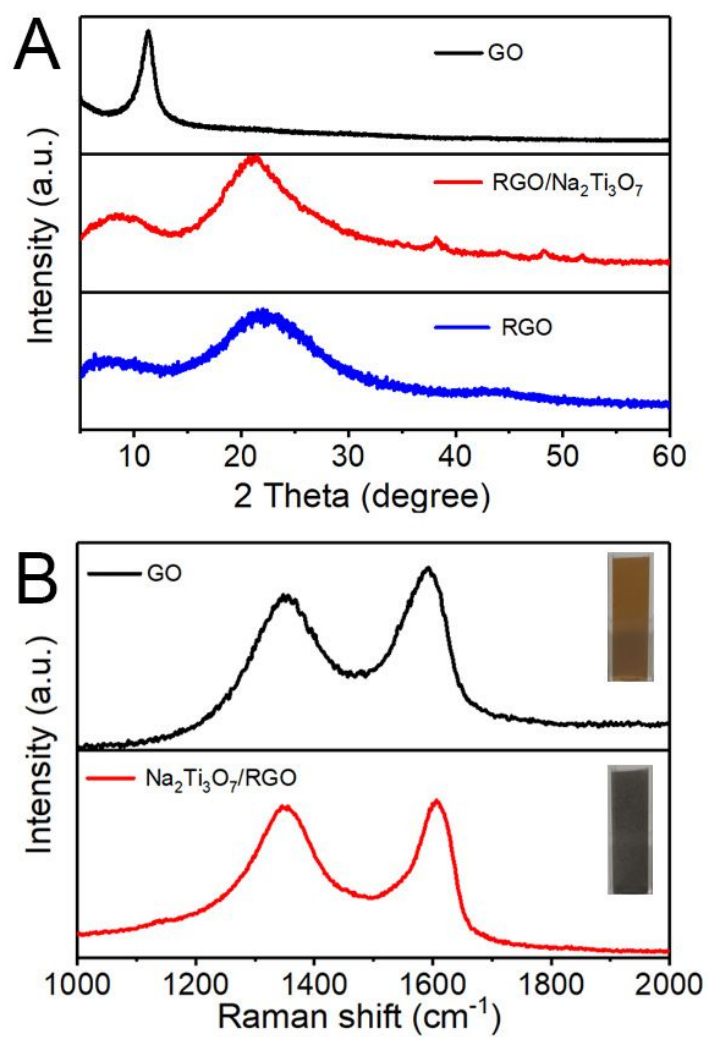 A
GO
RGO/Na₂Ti₃O₇
RGO
Intensity (a.u.)
10 20 30 40 50 60
2 Theta (degree)
B
GO
Na₂Ti₃O₇/RGO
Intensity (a.u.)
Intensity (a.u.)
1000 1200 1400 1600 1800 2000
Raman shift (cm⁻¹)